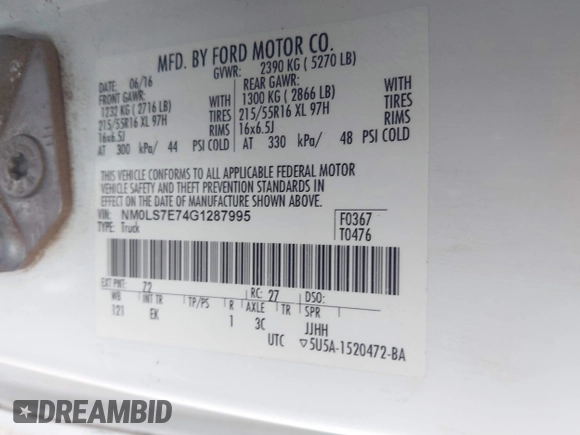 MFD. BY FORD MOTOR CO.
06/16 GVWR: 2390 KG ( 5270 LB)
FRONT GAWR: REAR GAWR:
1232 KG ( 2716 LB) WITH 1300 KG ( 2866 LB) WITH
215/55R16 XL 97H TIRES 215/55R16 XL 97H TIRES
16x6.5J RIMS 16x6.5J RIMS
AT 300 kPa/ 44 PSI COLD AT 330 kPa/ 48 PSI COLD
THIS VEHICLE CONFORMS TO ALL APPLICABLE FEDERAL MOTOR
VEHICLE SAFETY AND THEFT PREVENTION STANDARDS IN
EFFECT ON THE DATE OF MANUFACTURE SHOWN ABOVE.
VIN: NM0LS7E74G1287995 F0367
TYPE: Truck T0476
EXT PNT: 72 RC: 27 DSO:
WB INT TR TP/PS R AXLE TR SPR
121 EK 1 3C JJHH
UTC ▽5U5A-1520472-BA
DREAMBID